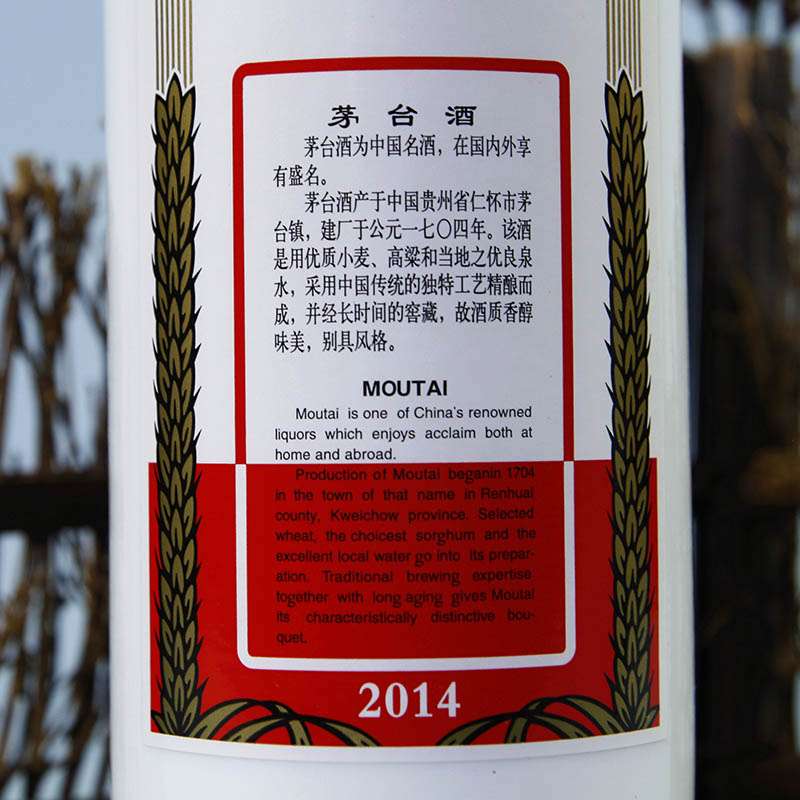 茅台酒
茅台酒为中国名酒，在国内外享
有盛名。
茅台酒产于中国贵州省仁怀市茅
台镇，建厂于公元一七〇四年。该酒
是用优质小麦、高粱和当地之优良泉
水，采用中国传统的独特工艺精酿而
成，并经长时间的窖藏，故酒质香醇
味美，别具风格。
MOUTAI
Moutai is one of China's renowned
liquors which enjoys acclaim both at
home and abroad.
Production of Moutai beganin 1704
in the town of that name in Renhuai
county, Kweichow province. Selected
wheat, the choicest sorghum and the
excellent local water go into its prepar-
ation. Traditional brewing expertise
together with long aging gives Moutai
its characteristically distinctive bou-
quet.
2014